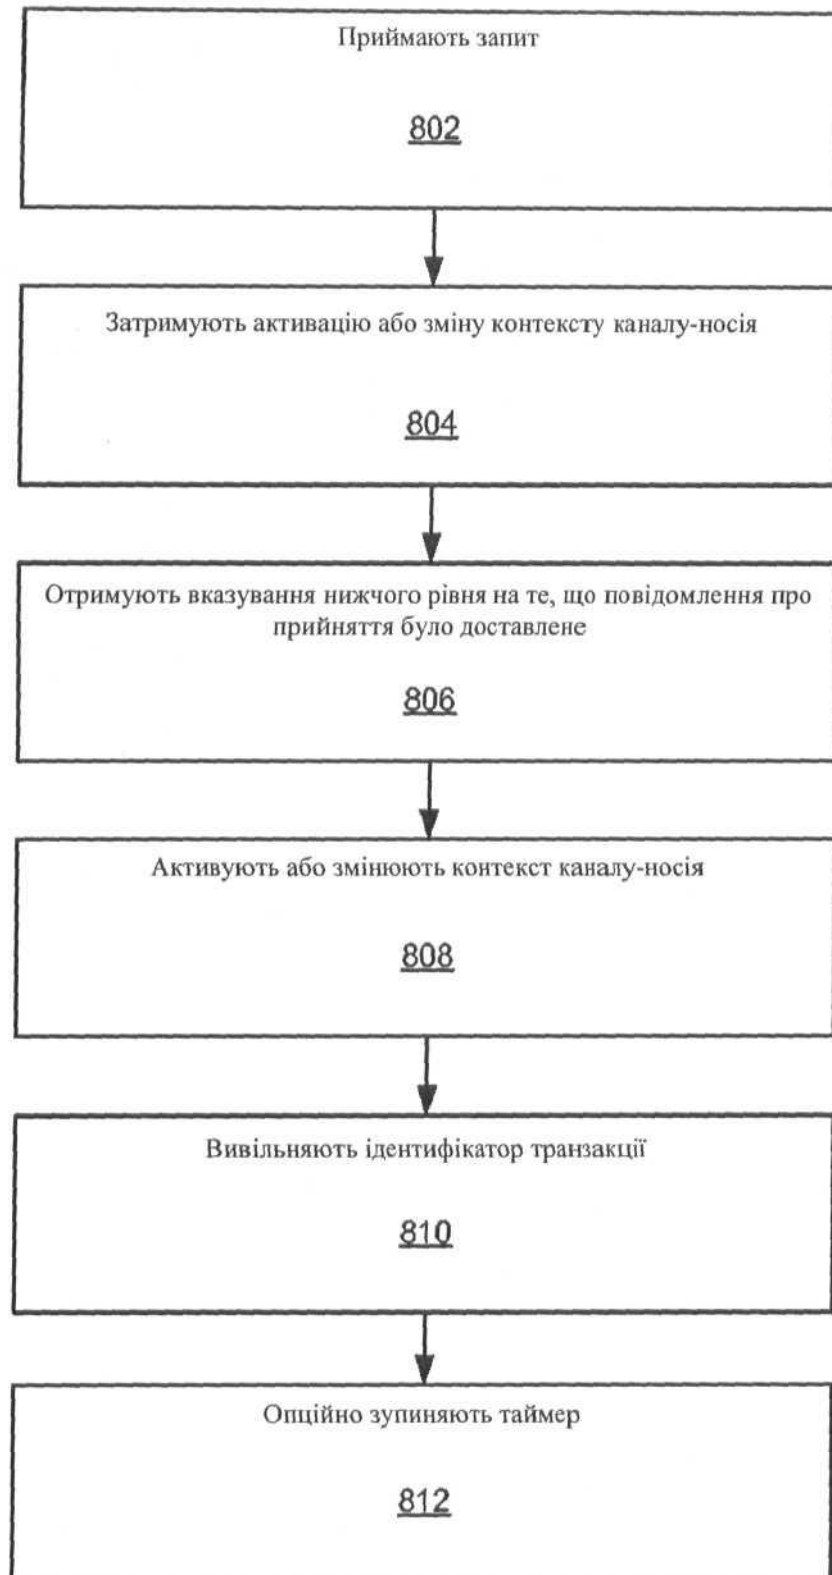 Приймають запит
802
Затримують активацію або зміну контексту каналу-носія
804
Отримують вказування нижчого рівня на те, що повідомлення про
прийняття було доставлене
806
Активують або змінюють контекст каналу-носія
808
Вивільняють ідентифікатор транзакції
810
Опційно зупиняють таймер
812